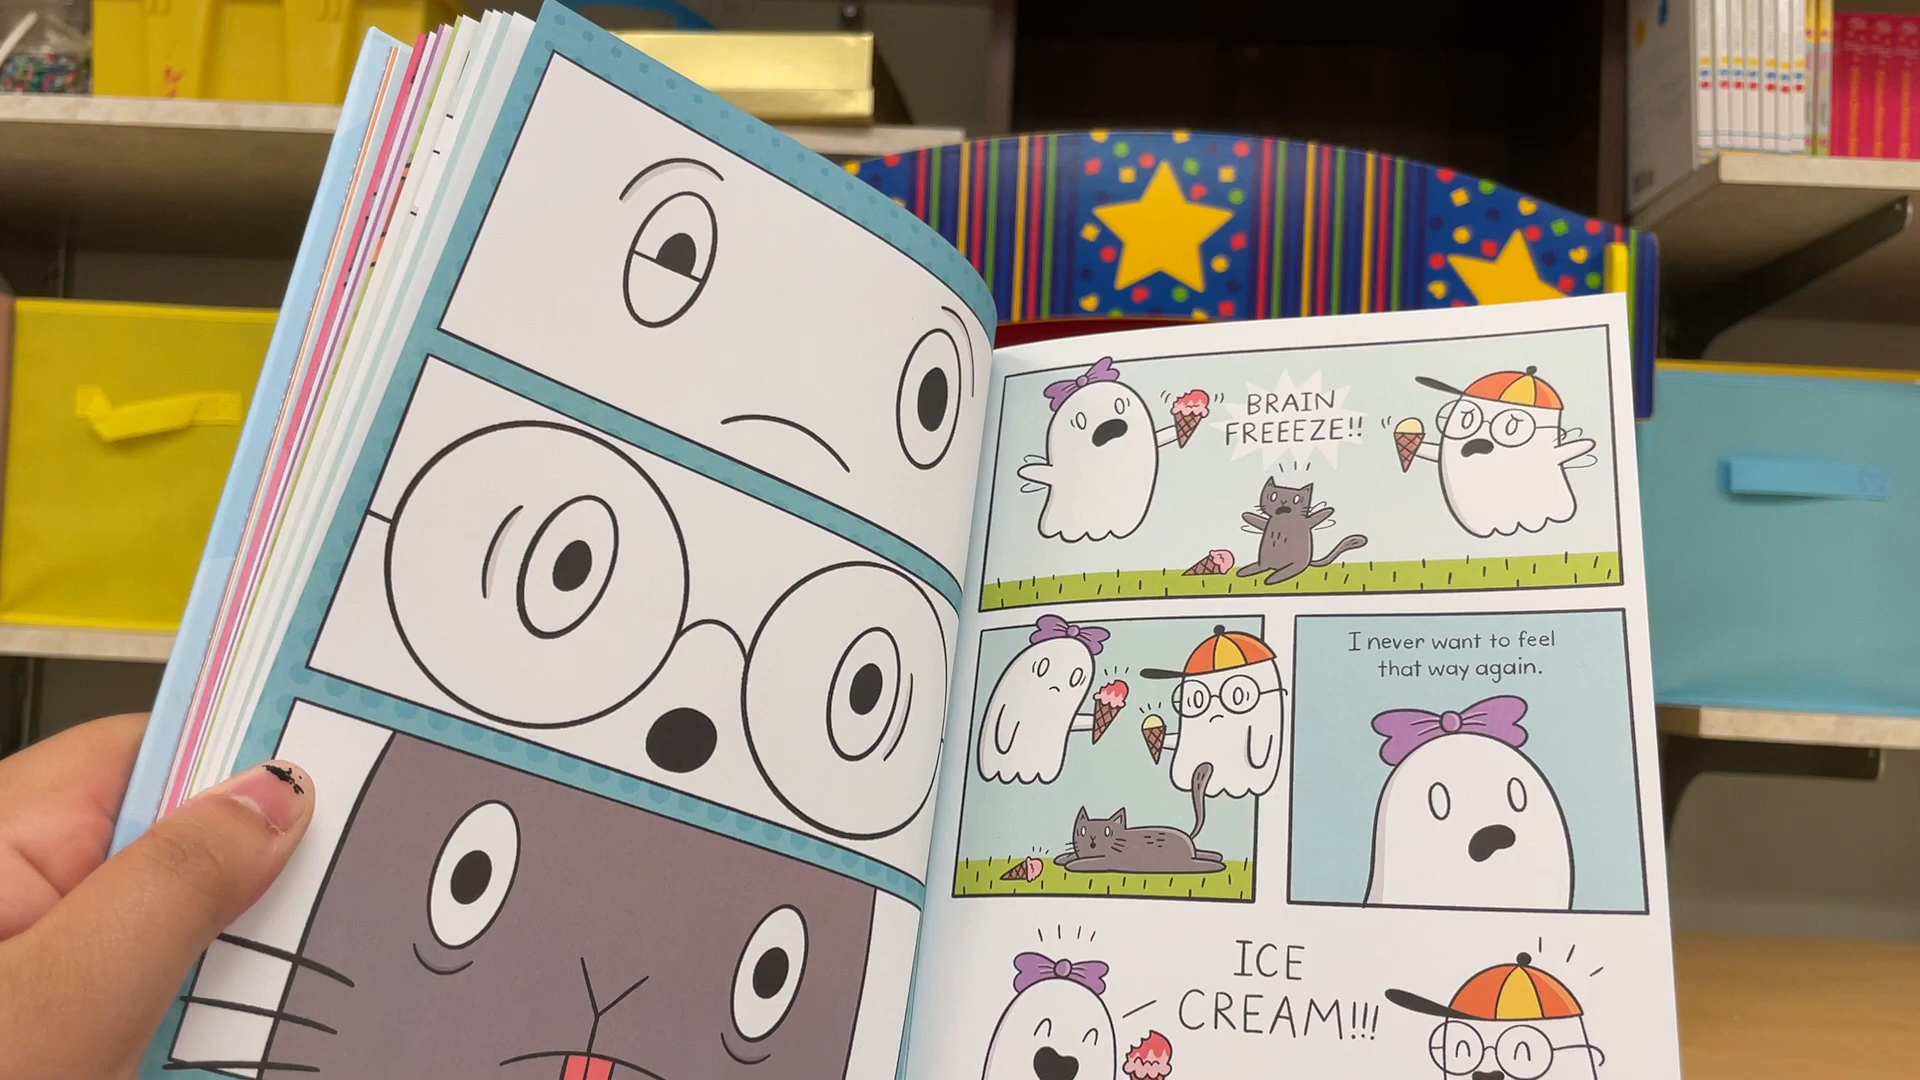 BRAIN
FREEEZE!!
I never want to feel
that way again.
ICE
CREAM!!!